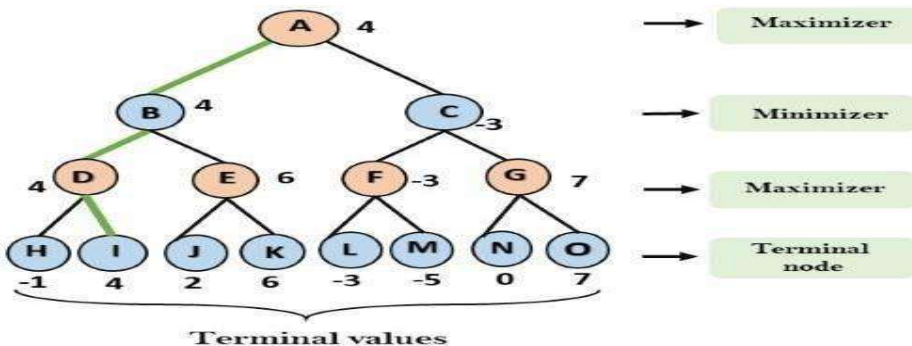 A 4 Maximizer
B 4 C -3 Minimizer
4 D E 6 F -3 G 7 Maximizer
H I J K L M N O Terminal node
-1 4 2 6 -3 -5 0 7
Terminal values